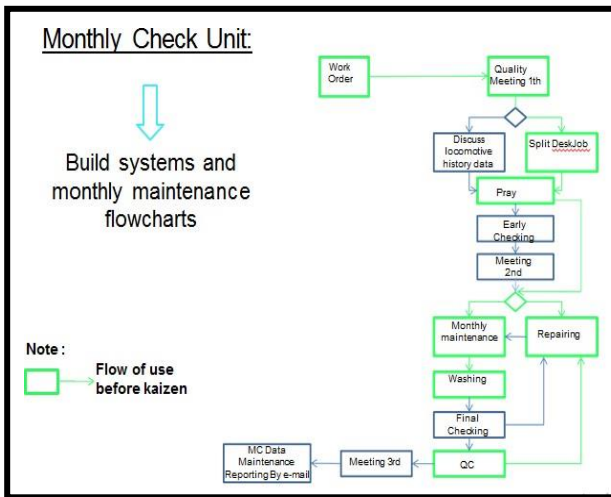 Monthly Check Unit:
Build systems and
monthly maintenance
flowcharts
Note :
Flow of use
before kaizen
Work
Order
Quality
Meeting 1th
Discuss
locomotive
history data
Split DeskJob
Pray
Early
Checking
Meeting
2nd
Monthly
maintenance
Repairing
Washing
Final
Checking
QC
Meeting 3rd
MC Data
Maintenance
Reporting By e-mail